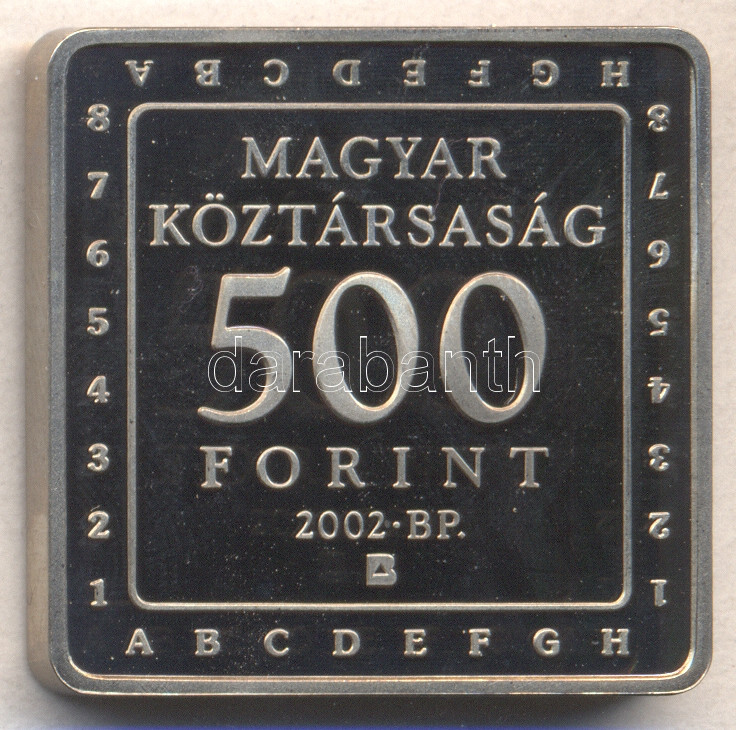 A B C D E F G H
8 8
7 7
6 6
5 5
4 4
3 3
2 2
1 1
MAGYAR
KÖZTÁRSASÁG
500
FORINT
2002·BP.
B
A B C D E F G H
darabanth